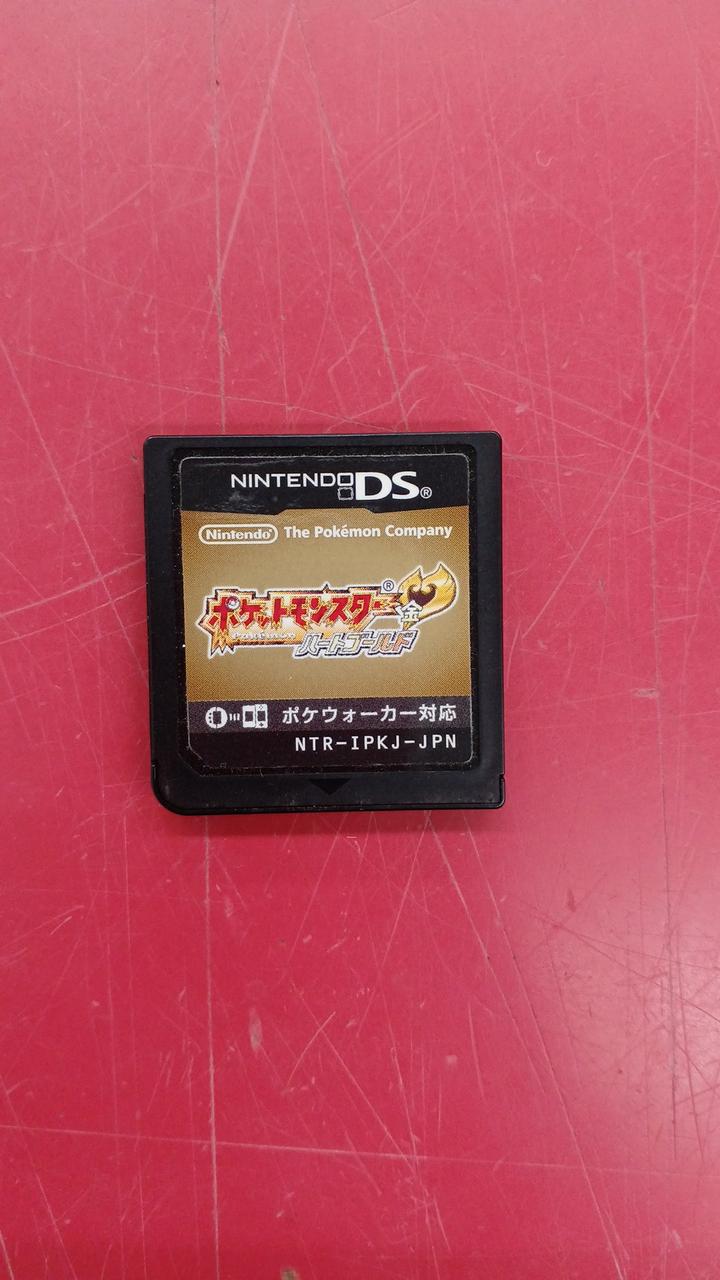 NINTENDO DS®
Nintendo® The Pokémon Company
ポケットモンスター®
POKÉMON
金
ハートゴールド
ポケウォーカー対応
NTR-IPKJ-JPN